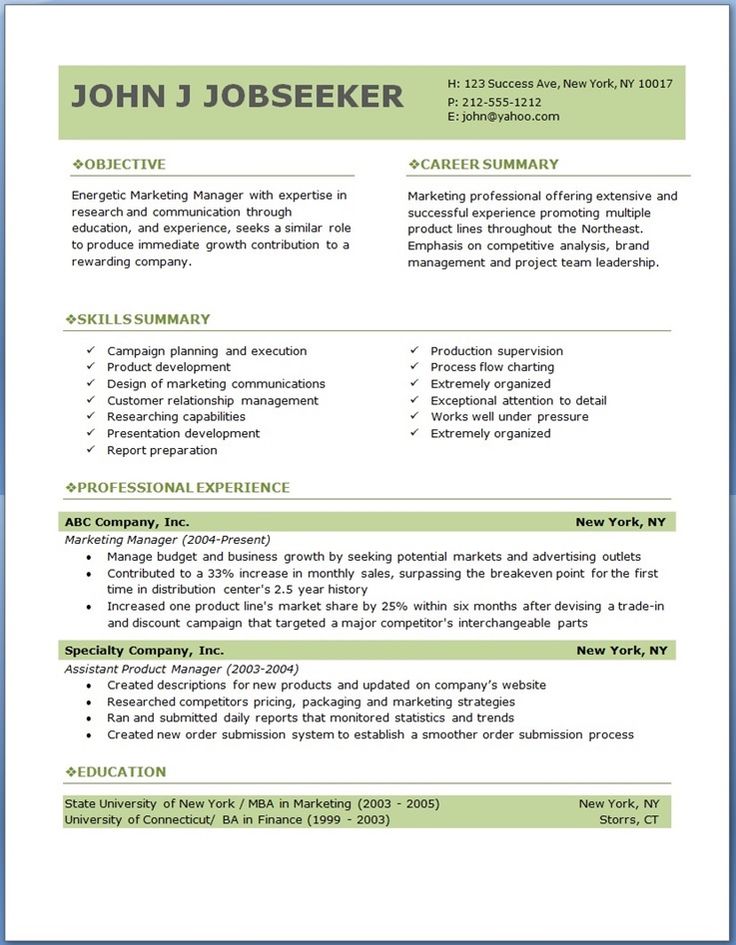 JOHN J JOBSEEKER
H: 123 Success Ave, New York, NY 10017
P: 212-555-1212
E: john@yahoo.com
❖OBJECTIVE
Energetic Marketing Manager with expertise in
research and communication through
education, and experience, seeks a similar role
to produce immediate growth contribution to a
rewarding company.
❖CAREER SUMMARY
Marketing professional offering extensive and
successful experience promoting multiple
product lines throughout the Northeast.
Emphasis on competitive analysis, brand
management and project team leadership.
❖SKILLS SUMMARY
✓ Campaign planning and execution
✓ Product development
✓ Design of marketing communications
✓ Customer relationship management
✓ Researching capabilities
✓ Presentation development
✓ Report preparation
✓ Production supervision
✓ Process flow charting
✓ Extremely organized
✓ Exceptional attention to detail
✓ Works well under pressure
✓ Extremely organized
❖PROFESSIONAL EXPERIENCE
ABC Company, Inc. New York, NY
Marketing Manager (2004-Present)
• Manage budget and business growth by seeking potential markets and advertising outlets
• Contributed to a 33% increase in monthly sales, surpassing the breakeven point for the first
time in distribution center's 2.5 year history
• Increased one product line's market share by 25% within six months after devising a trade-in
and discount campaign that targeted a major competitor's interchangeable parts
Specialty Company, Inc. New York, NY
Assistant Product Manager (2003-2004)
• Created descriptions for new products and updated on company's website
• Researched competitors pricing, packaging and marketing strategies
• Ran and submitted daily reports that monitored statistics and trends
• Created new order submission system to establish a smoother order submission process
❖EDUCATION
State University of New York / MBA in Marketing (2003 - 2005) New York, NY
University of Connecticut/ BA in Finance (1999 - 2003) Storrs, CT